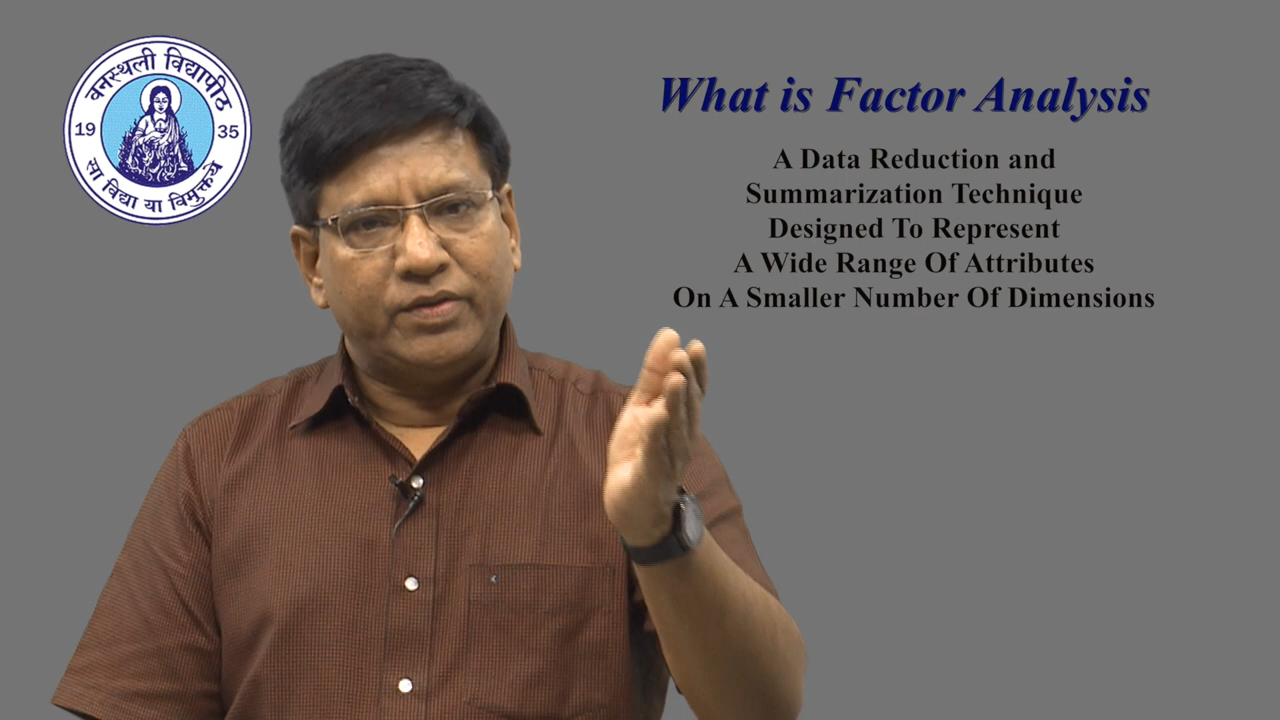 वनस्थली विद्यापीठ
19 35
सा विद्या या विमुक्तये
What is Factor Analysis
A Data Reduction and
Summarization Technique
Designed To Represent
A Wide Range Of Attributes
On A Smaller Number Of Dimensions